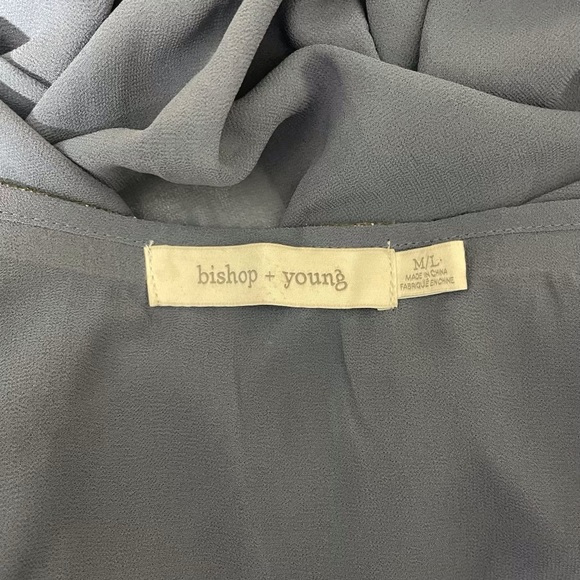 bishop + young
M/L
MADE IN CHINA
FABRIQUÉ EN CHINE